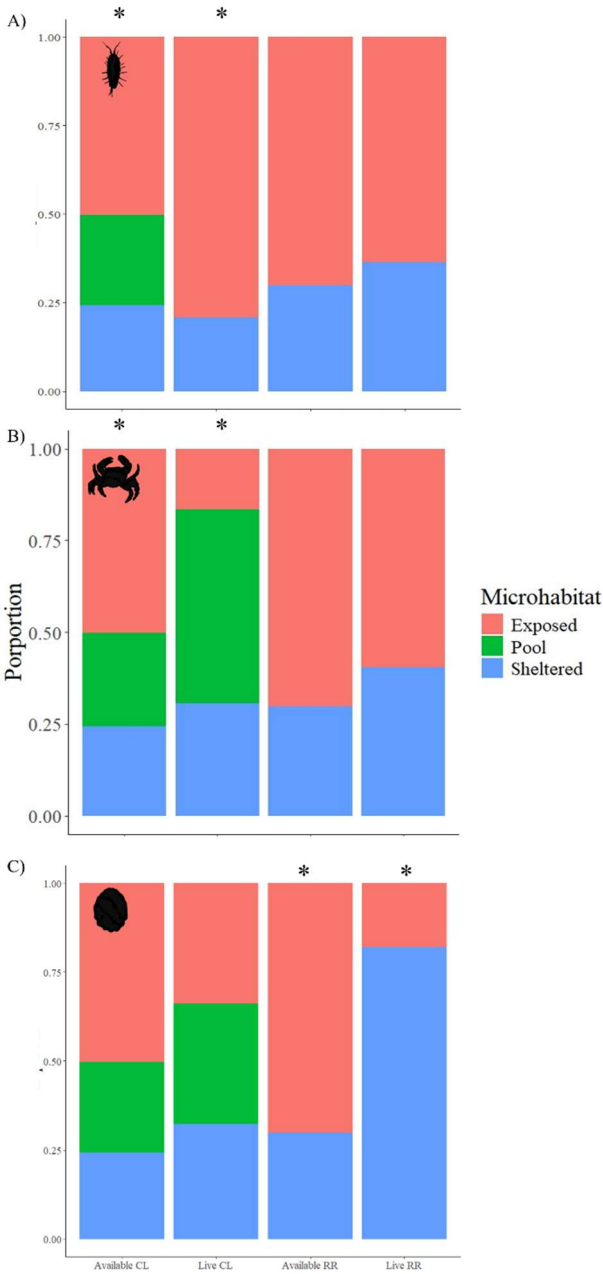 A)
* *
1.00
0.75
0.50
0.25
0.00
B)
* *
1.00
0.75
0.50
0.25
0.00
Porportion
Microhabitat
Exposed
Pool
Sheltered
C)
* *
1.00
0.75
0.50
0.25
0.00
Available CL Live CL Available RR Live RR